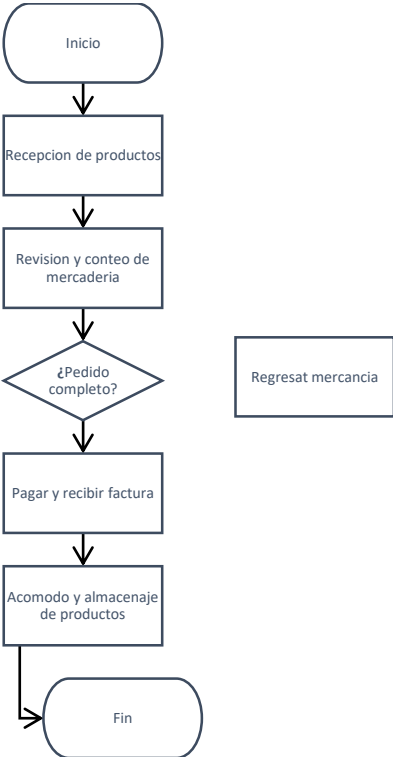 Inicio
Recepcion de productos
Revision y conteo de
mercaderia
¿Pedido
completo?
Regresat mercancia
Pagar y recibir factura
Acomodo y almacenaje
de productos
Fin